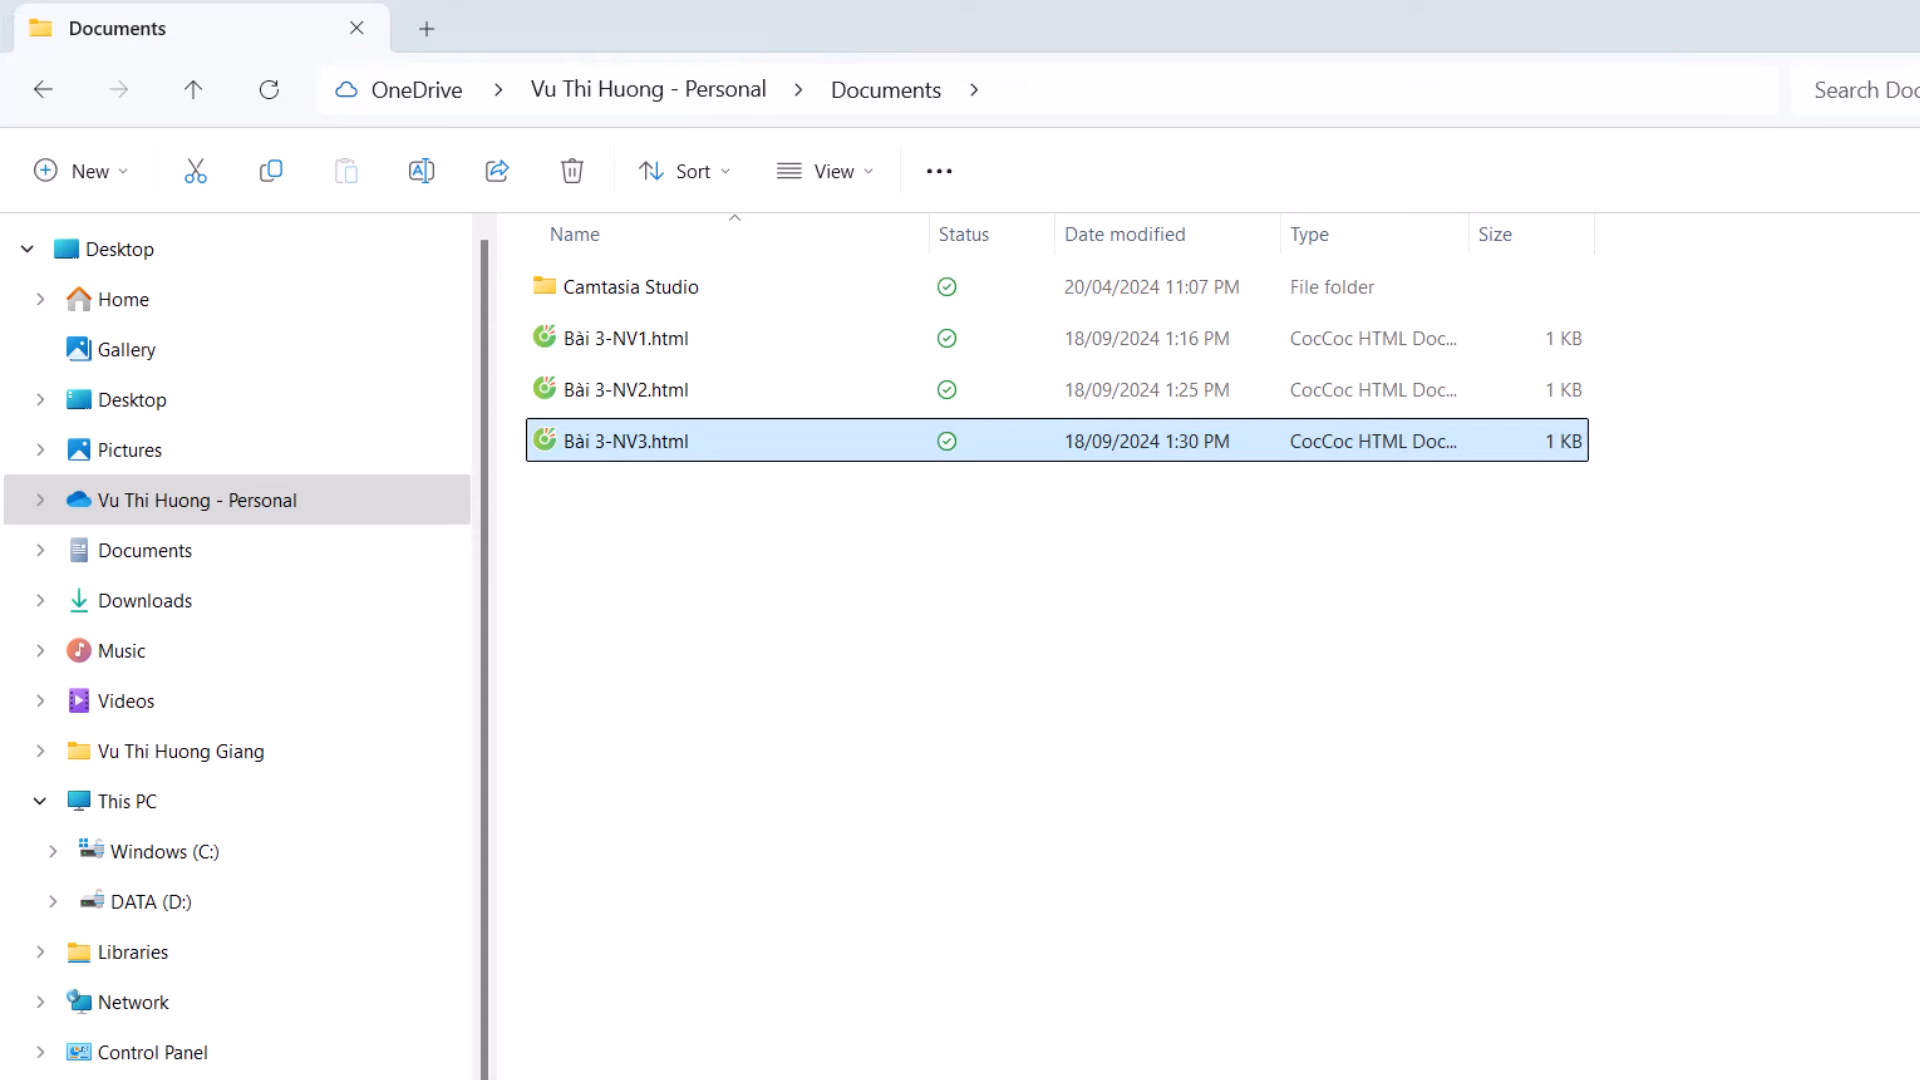 Documents
OneDrive > Vu Thi Huong - Personal > Documents >
Search Doc
New
Sort
View
Name Status Date modified Type Size
Camtasia Studio 20/04/2024 11:07 PM File folder
Bài 3-NV1.html 18/09/2024 1:16 PM CocCoc HTML Doc... 1 KB
Bài 3-NV2.html 18/09/2024 1:25 PM CocCoc HTML Doc... 1 KB
Bài 3-NV3.html 18/09/2024 1:30 PM CocCoc HTML Doc... 1 KB
Desktop
Home
Gallery
Desktop
Pictures
Vu Thi Huong - Personal
Documents
Downloads
Music
Videos
Vu Thi Huong Giang
This PC
Windows (C:)
DATA (D:)
Libraries
Network
Control Panel